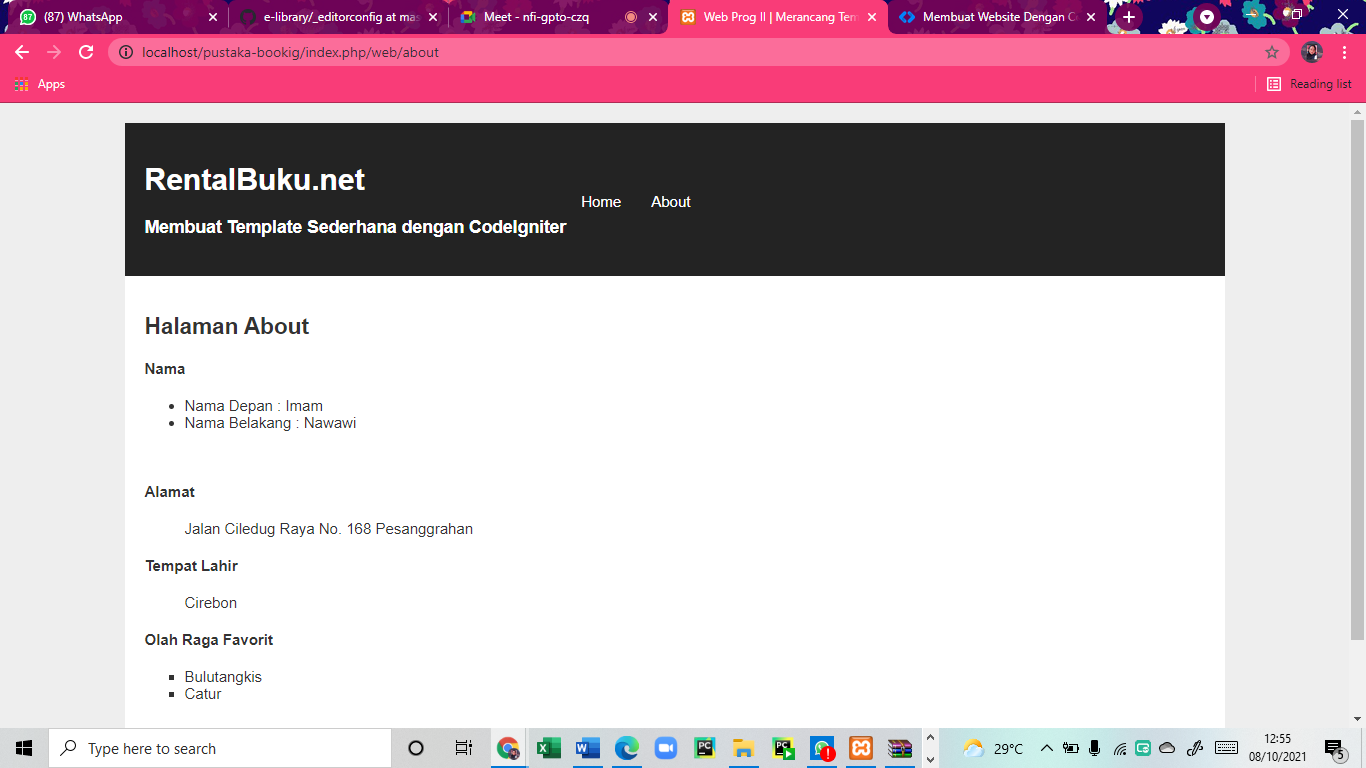 (87) WhatsApp
e-library/_editorconfig at mas
Meet - nfi-gpto-czq
Web Prog II | Merancang Tem
Membuat Website Dengan C
localhost/pustaka-bookig/index.php/web/about
Apps
Reading list
RentalBuku.net
Home
About
Membuat Template Sederhana dengan CodeIgniter
Halaman About
Nama
Nama Depan : Imam
Nama Belakang : Nawawi
Alamat
Jalan Ciledug Raya No. 168 Pesanggrahan
Tempat Lahir
Cirebon
Olah Raga Favorit
Bulutangkis
Catur
Type here to search
29°C
12:55
08/10/2021
5